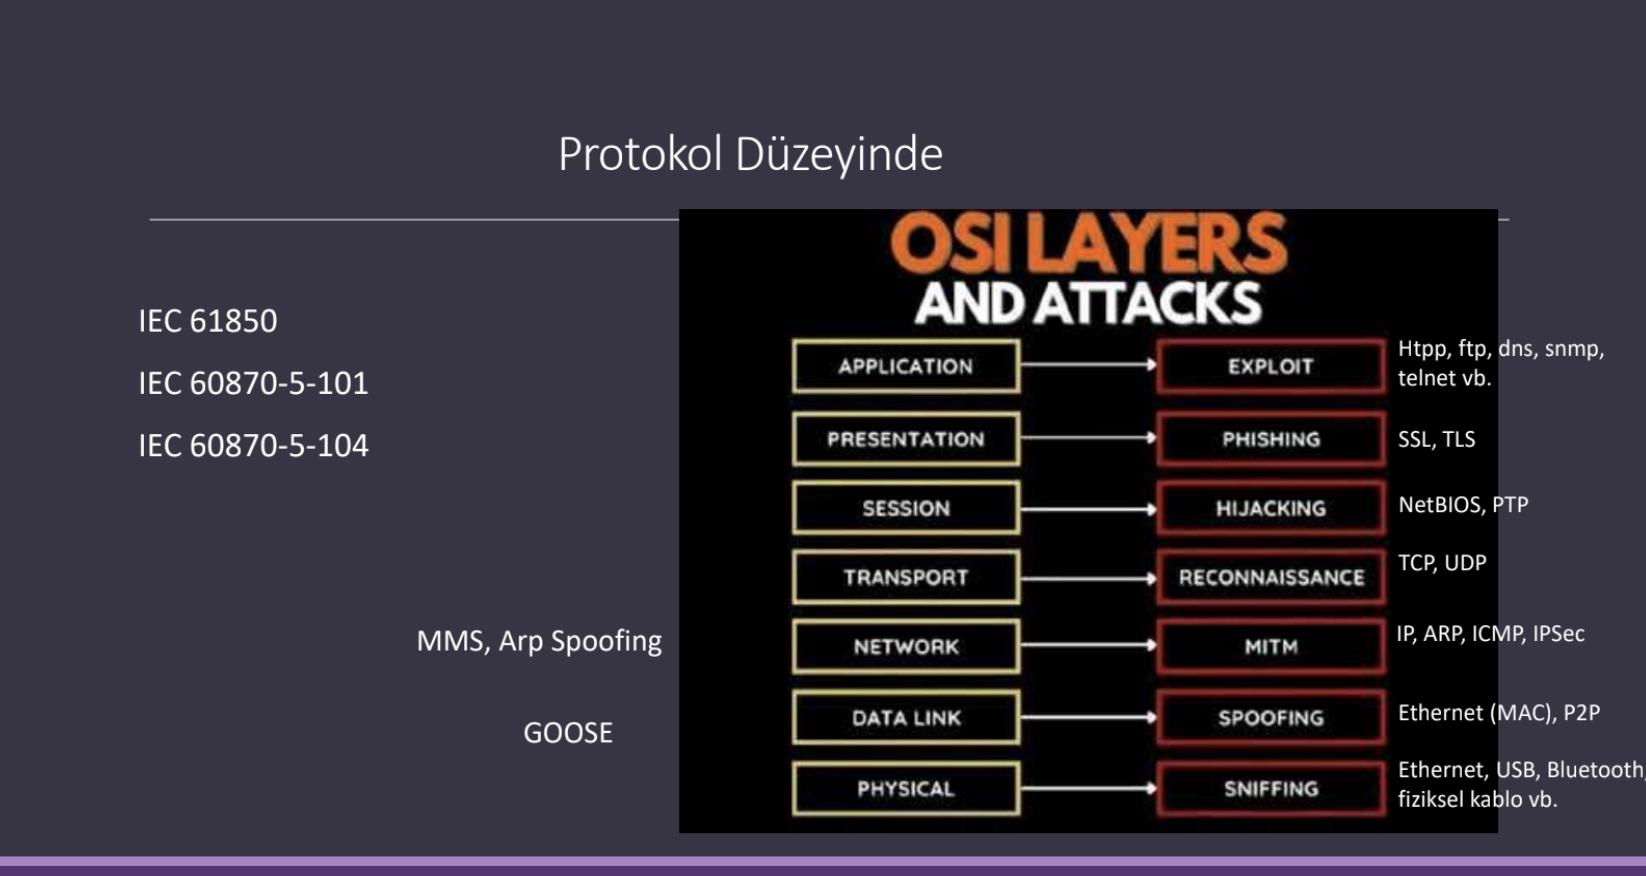 Protokol Düzeyinde
IEC 61850
IEC 60870-5-101
IEC 60870-5-104
MMS, Arp Spoofing
GOOSE
OSI LAYERS
AND ATTACKS
APPLICATION
EXPLOIT
Htpp, ftp, dns, snmp,
telnet vb.
PRESENTATION
PHISHING
SSL, TLS
SESSION
HIJACKING
NetBIOS, PTP
TRANSPORT
RECONNAISSANCE
TCP, UDP
NETWORK
MITM
IP, ARP, ICMP, IPSec
DATA LINK
SPOOFING
Ethernet (MAC), P2P
PHYSICAL
SNIFFING
Ethernet, USB, Bluetooth,
fiziksel kablo vb.